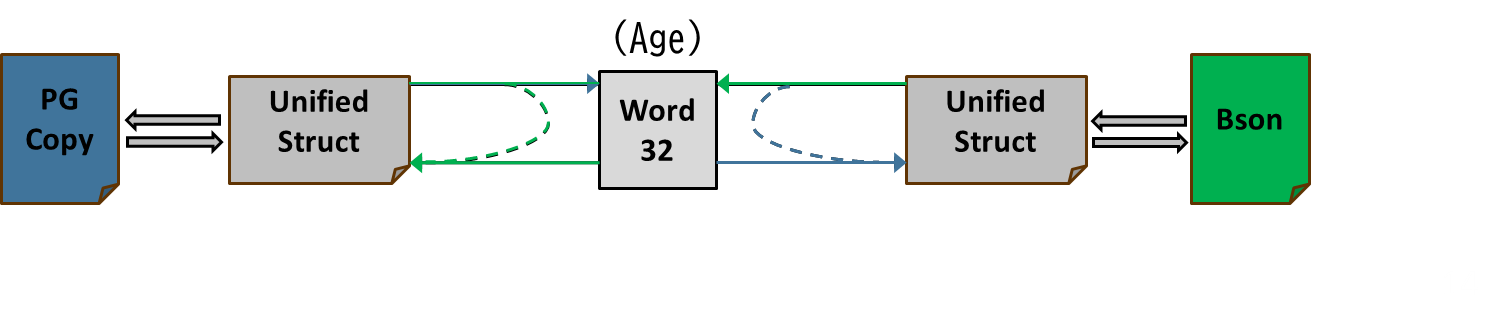 (Age)
PG
Copy
Unified
Struct
Word
32
Unified
Struct
Bson